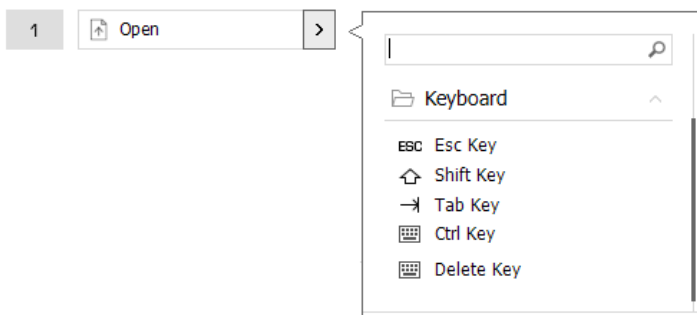 1
Open
Keyboard
ESC Esc Key
Shift Key
Tab Key
Ctrl Key
Delete Key